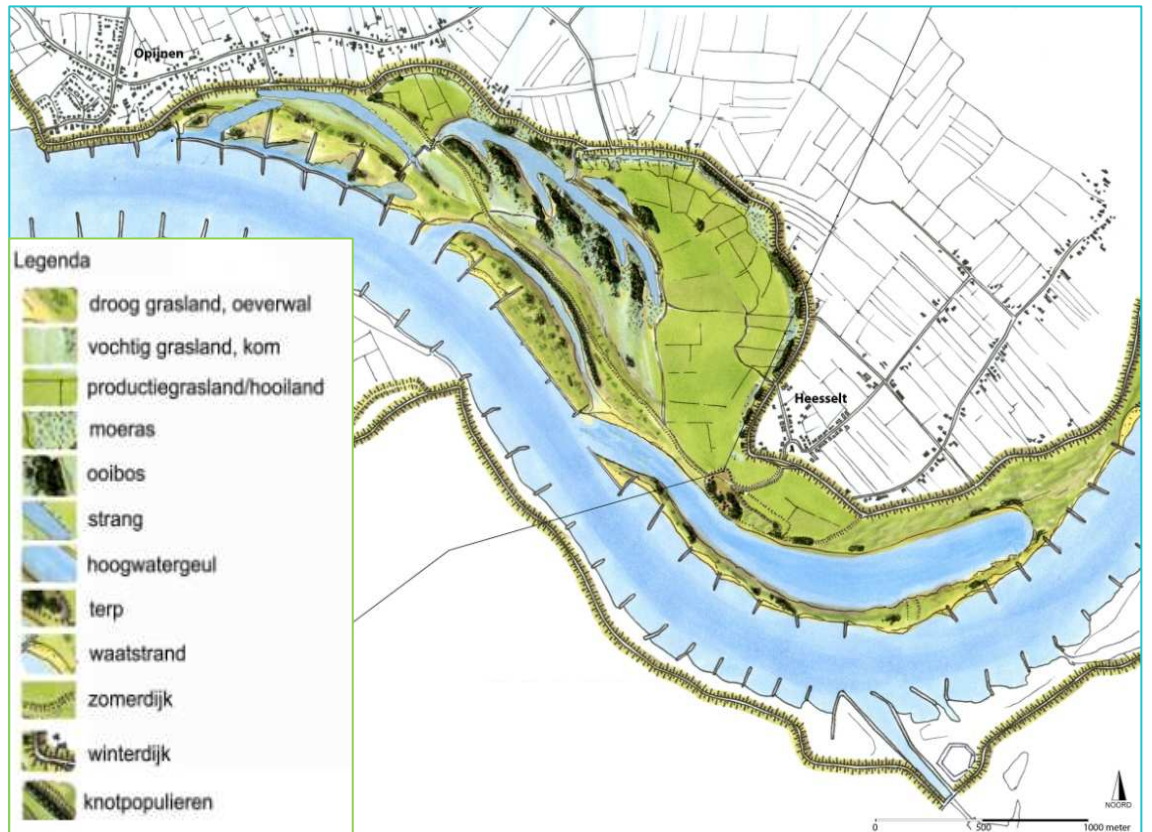 Opijnen
Heesselt
Legenda
droog grasland, oeverwal
vochtig grasland, kom
productiegrasland/hooiland
moeras
ooibos
strang
hoogwatergeul
terp
waatstrand
zomerdijk
winterdijk
knotpopulieren
NOORD
0 500 1000 meter